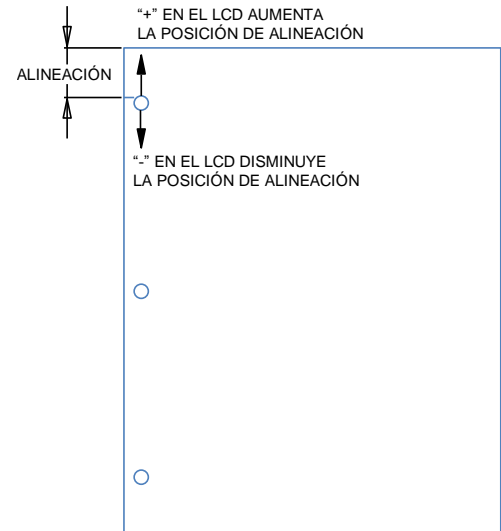 “+” EN EL LCD AUMENTA
LA POSICIÓN DE ALINEACIÓN
ALINEACIÓN
“-” EN EL LCD DISMINUYE
LA POSICIÓN DE ALINEACIÓN